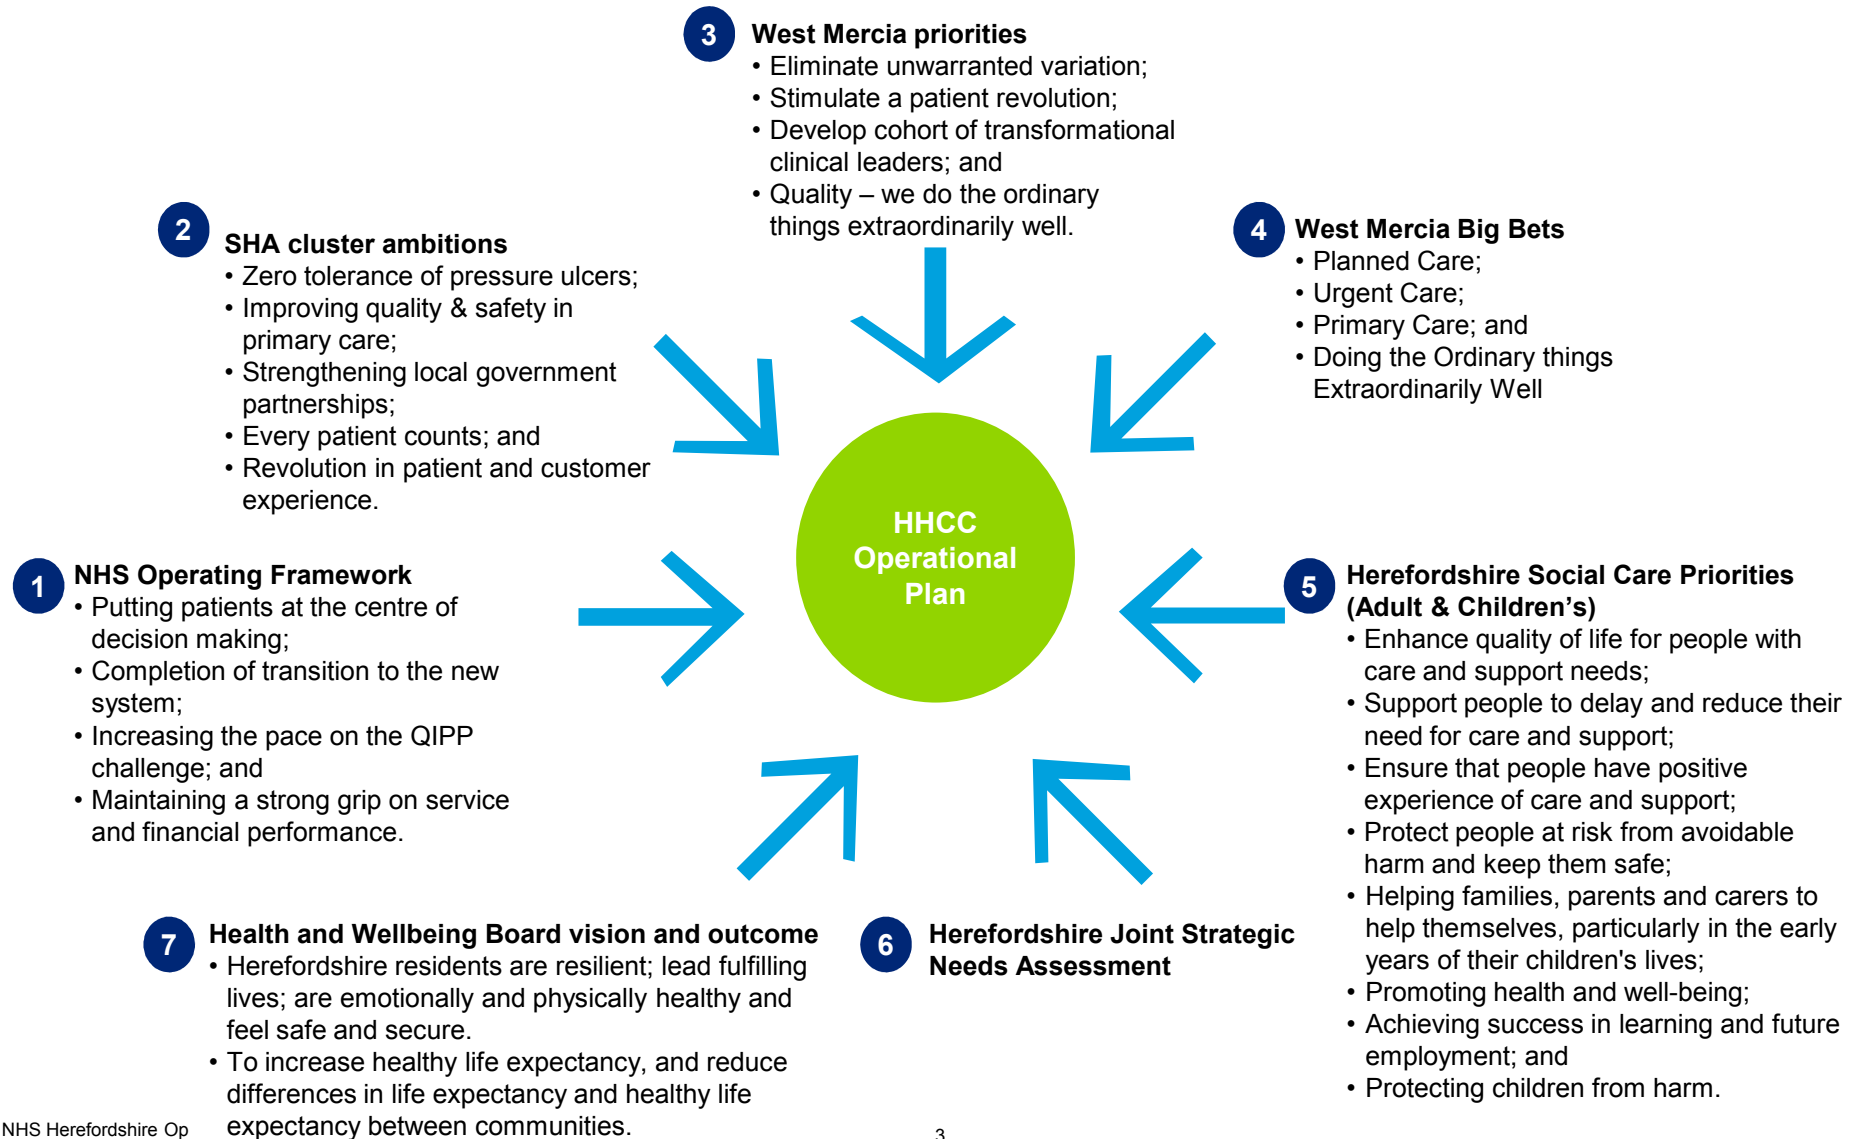 3
West Mercia priorities
• Eliminate unwarranted variation;
• Stimulate a patient revolution;
• Develop cohort of transformational
clinical leaders; and
• Quality – we do the ordinary
things extraordinarily well.
2
SHA cluster ambitions
• Zero tolerance of pressure ulcers;
• Improving quality & safety in
primary care;
• Strengthening local government
partnerships;
• Every patient counts; and
• Revolution in patient and customer
experience.
4
West Mercia Big Bets
• Planned Care;
• Urgent Care;
• Primary Care; and
• Doing the Ordinary things
Extraordinarily Well
HHCC
Operational
Plan
1
NHS Operating Framework
• Putting patients at the centre of
decision making;
• Completion of transition to the new
system;
• Increasing the pace on the QIPP
challenge; and
• Maintaining a strong grip on service
and financial performance.
5
Herefordshire Social Care Priorities
(Adult & Children’s)
• Enhance quality of life for people with
care and support needs;
• Support people to delay and reduce their
need for care and support;
• Ensure that people have positive
experience of care and support;
• Protect people at risk from avoidable
harm and keep them safe;
• Helping families, parents and carers to
help themselves, particularly in the early
years of their children's lives;
• Promoting health and well-being;
• Achieving success in learning and future
employment; and
• Protecting children from harm.
7
Health and Wellbeing Board vision and outcome
• Herefordshire residents are resilient; lead fulfilling
lives; are emotionally and physically healthy and
feel safe and secure.
• To increase healthy life expectancy, and reduce
differences in life expectancy and healthy life
expectancy between communities.
6
Herefordshire Joint Strategic
Needs Assessment
NHS Herefordshire Op
3